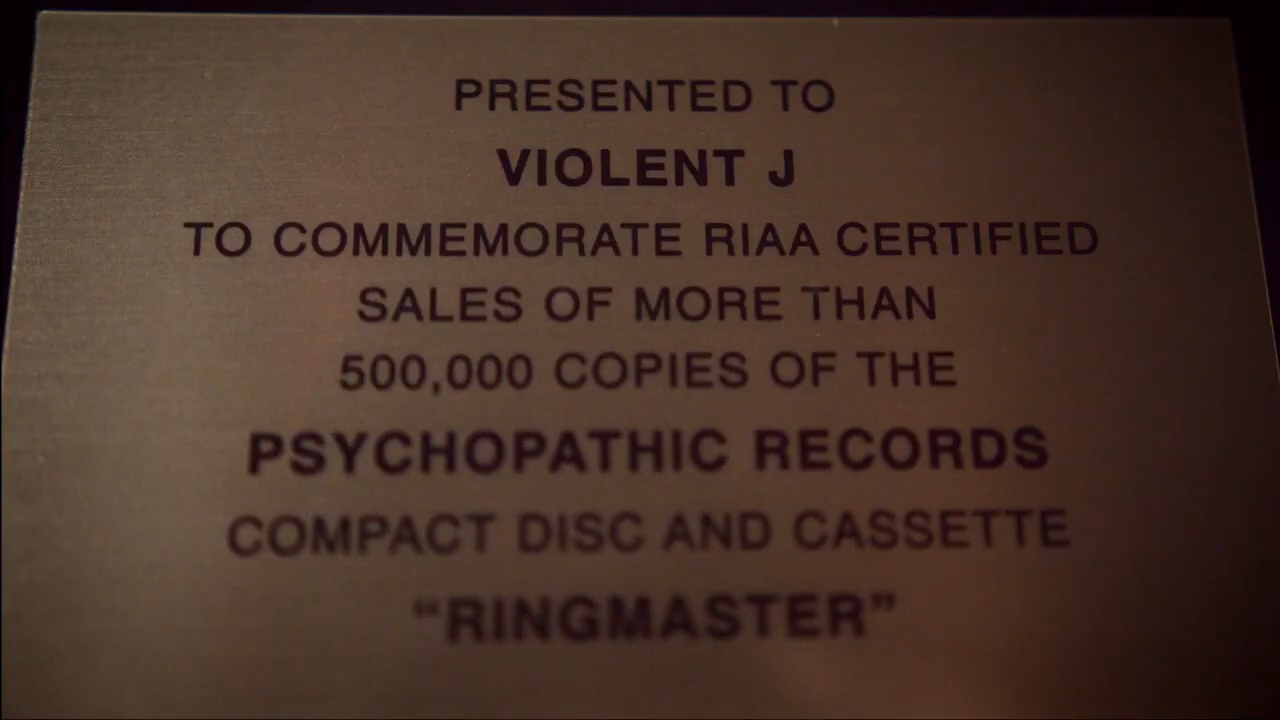 PRESENTED TO
VIOLENT J
TO COMMEMORATE RIAA CERTIFIED
SALES OF MORE THAN
500,000 COPIES OF THE
PSYCHOPATHIC RECORDS
COMPACT DISC AND CASSETTE
“RINGMASTER”